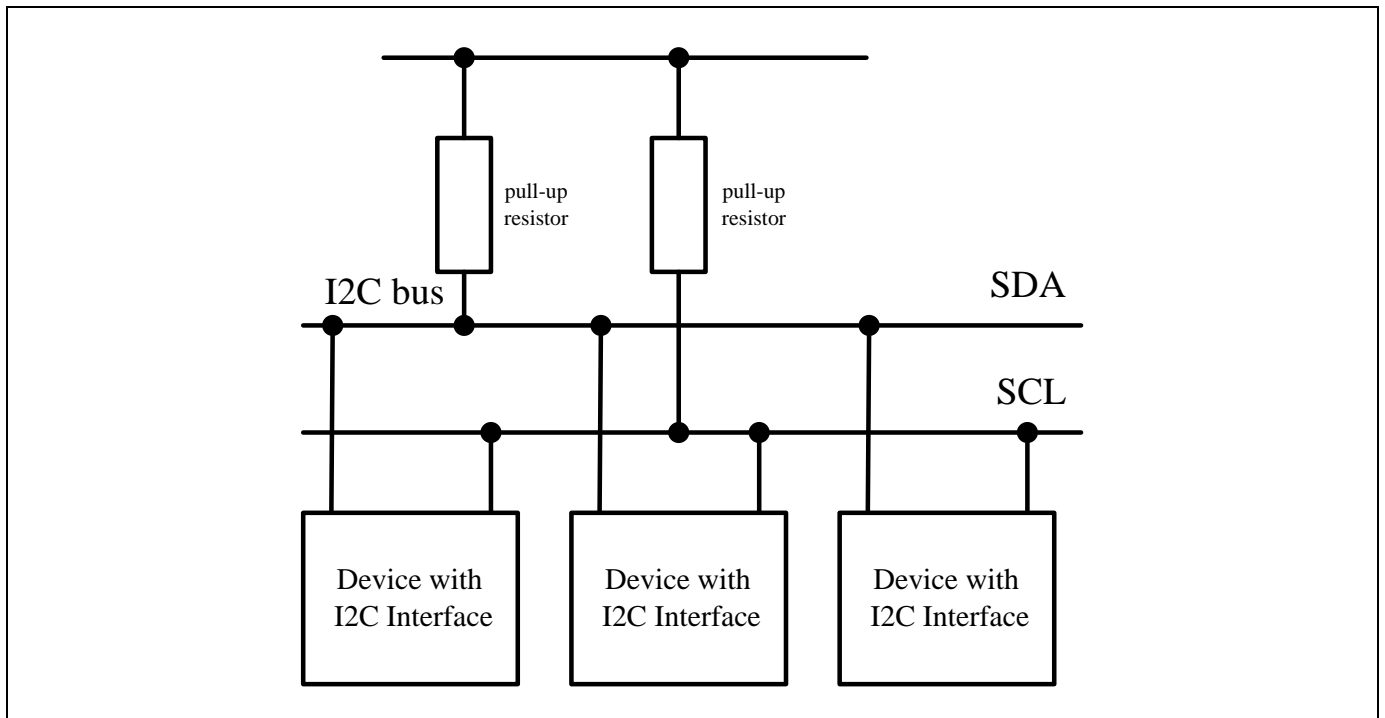 pull-up
resistor
pull-up
resistor
I2C bus
SDA
SCL
Device with
I2C Interface
Device with
I2C Interface
Device with
I2C Interface